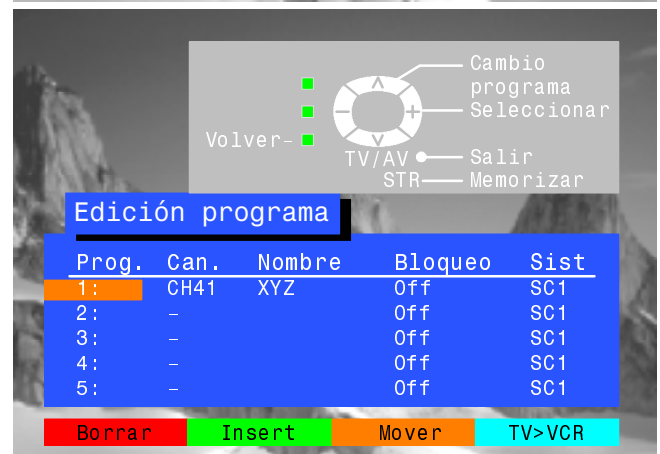 Cambio
programa
Seleccionar
Volver
TV/AV Salir
STR Memorizar
Edición programa
Prog. Can. Nombre Bloqueo Sist
1: CH41 XYZ Off SC1
2: - Off SC1
3: - Off SC1
4: - Off SC1
5: - Off SC1
Borrar Insert Mover TV>VCR